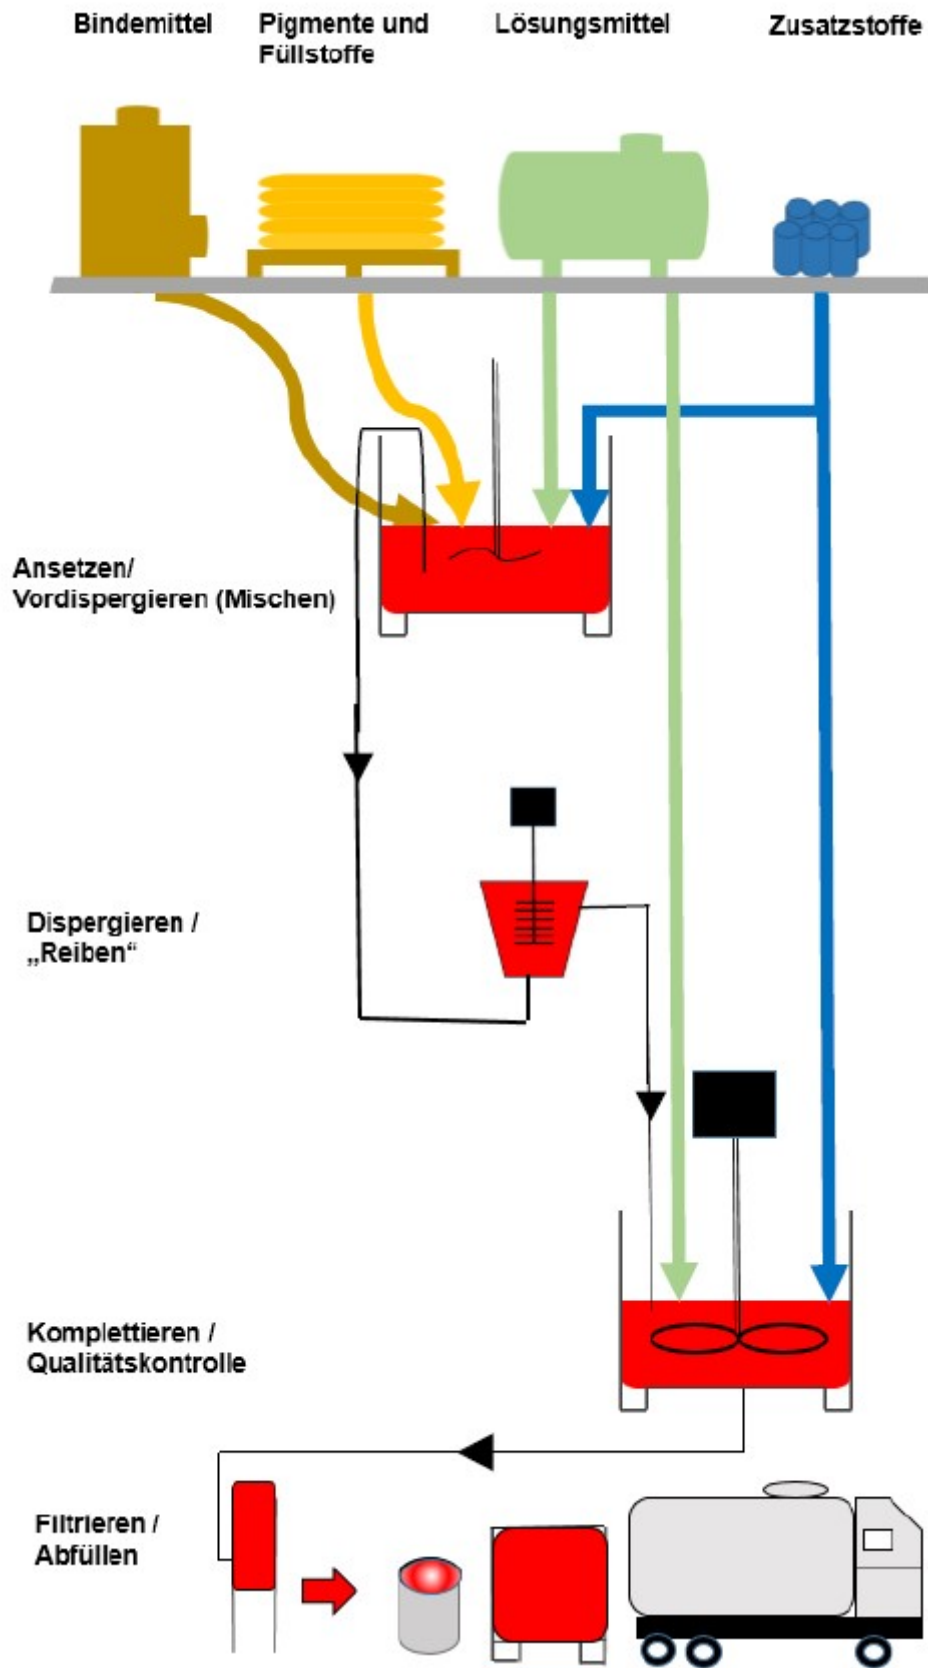 Bindemittel
Pigmente und
Füllstoffe
Lösungsmittel
Zusatzstoffe
Ansetzen/
Vordispergieren (Mischen)
Dispergieren /
„Reiben“
Komplettieren /
Qualitätskontrolle
Filtrieren /
Abfüllen